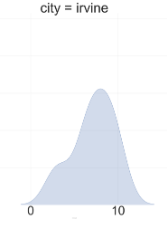 city = irvine
0 10